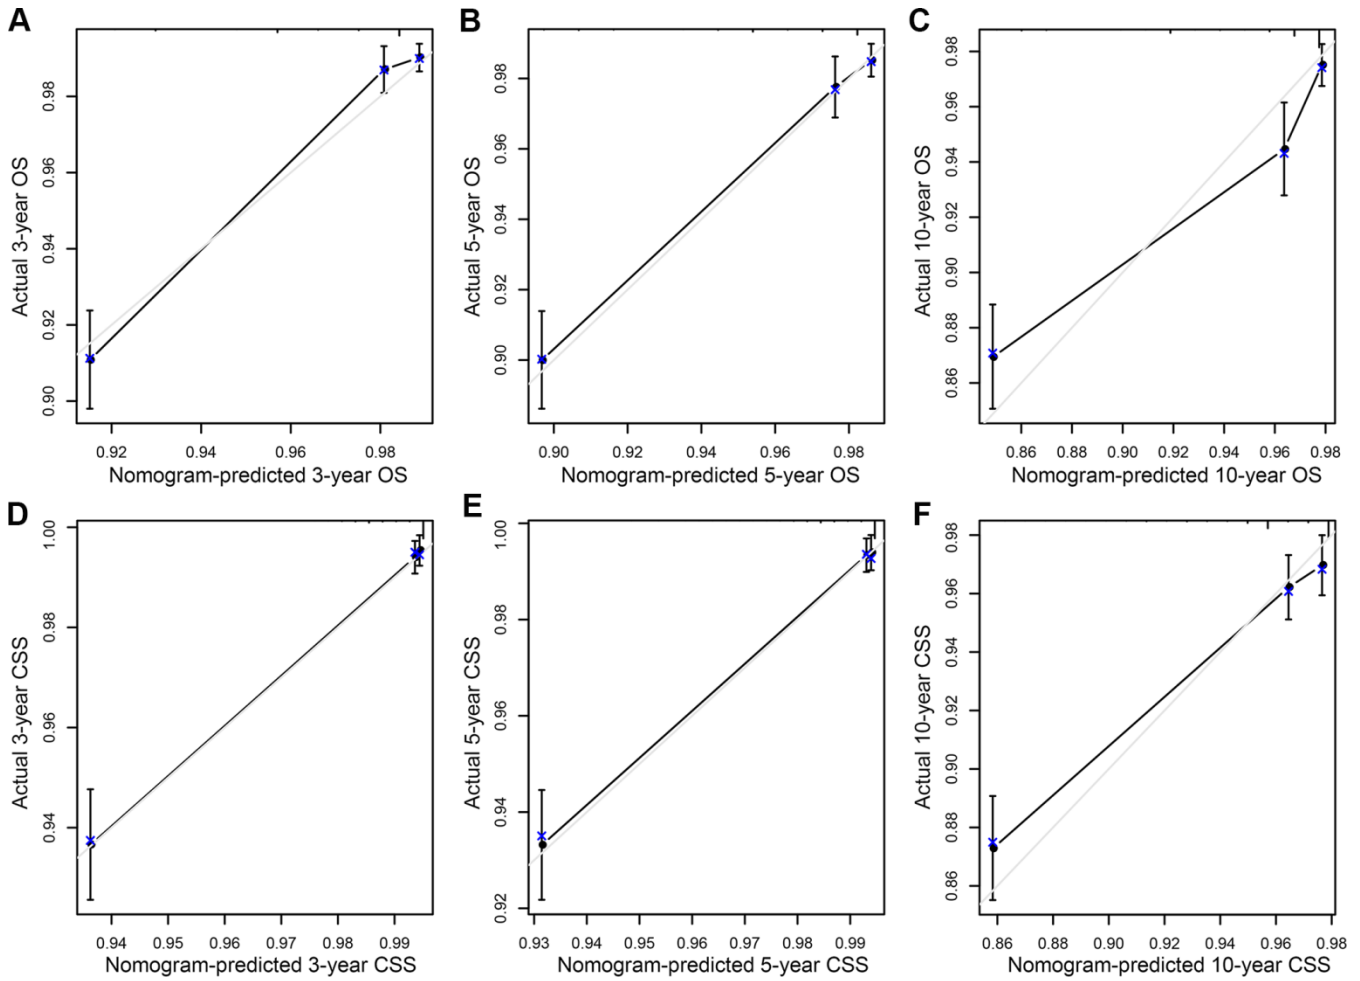 A
Actual 3-year OS
0.90 0.92 0.94 0.96 0.98
0.92 0.94 0.96 0.98
Nomogram-predicted 3-year OS
B
Actual 5-year OS
0.90 0.92 0.94 0.96 0.98
0.90 0.92 0.94 0.96 0.98
Nomogram-predicted 5-year OS
C
Actual 10-year OS
0.86 0.88 0.90 0.92 0.94 0.96 0.98
0.86 0.88 0.90 0.92 0.94 0.96 0.98
Nomogram-predicted 10-year OS
D
Actual 3-year CSS
0.94 0.96 0.98 1.00
0.94 0.95 0.96 0.97 0.98 0.99
Nomogram-predicted 3-year CSS
E
Actual 5-year CSS
0.92 0.94 0.96 0.98 1.00
0.93 0.94 0.95 0.96 0.97 0.98 0.99
Nomogram-predicted 5-year CSS
F
Actual 10-year CSS
0.86 0.88 0.90 0.92 0.94 0.96 0.98
0.86 0.88 0.90 0.92 0.94 0.96 0.98
Nomogram-predicted 10-year CSS